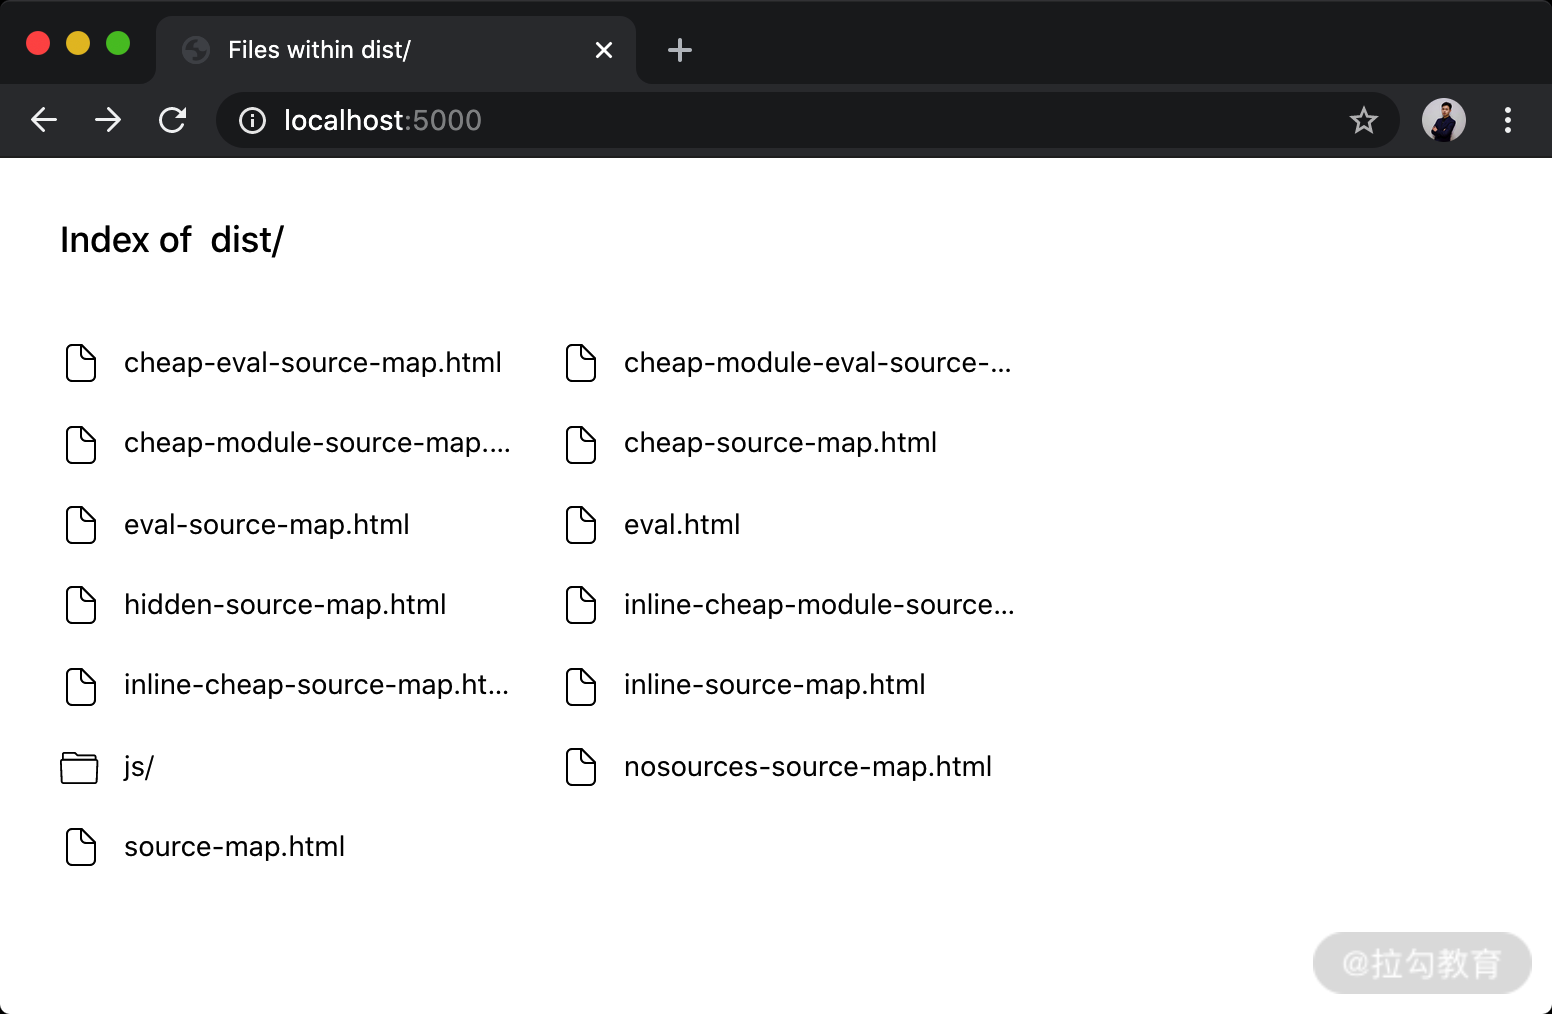 Files within dist/
localhost:5000
Index of dist/
cheap-eval-source-map.html
cheap-module-eval-source-...
cheap-module-source-map....
cheap-source-map.html
eval-source-map.html
eval.html
hidden-source-map.html
inline-cheap-module-source...
inline-cheap-source-map.ht...
inline-source-map.html
js/
nosources-source-map.html
source-map.html
@拉勾教育